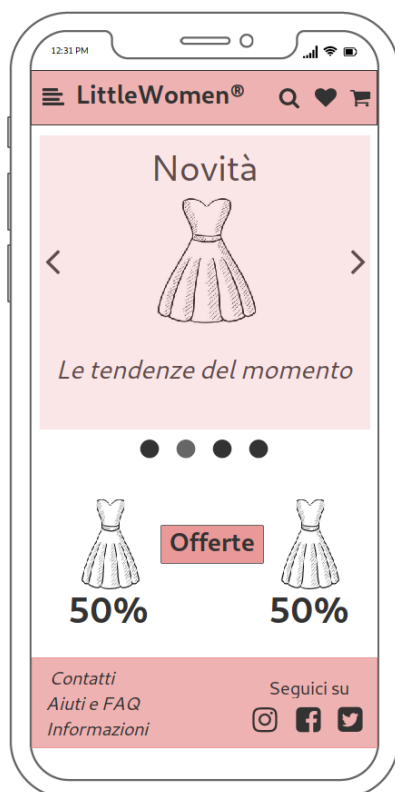 12:31 PM
LittleWomen®
Novità
Le tendenze del momento
Offerte
50%
50%
Contatti
Aiuti e FAQ
Informazioni
Seguici su